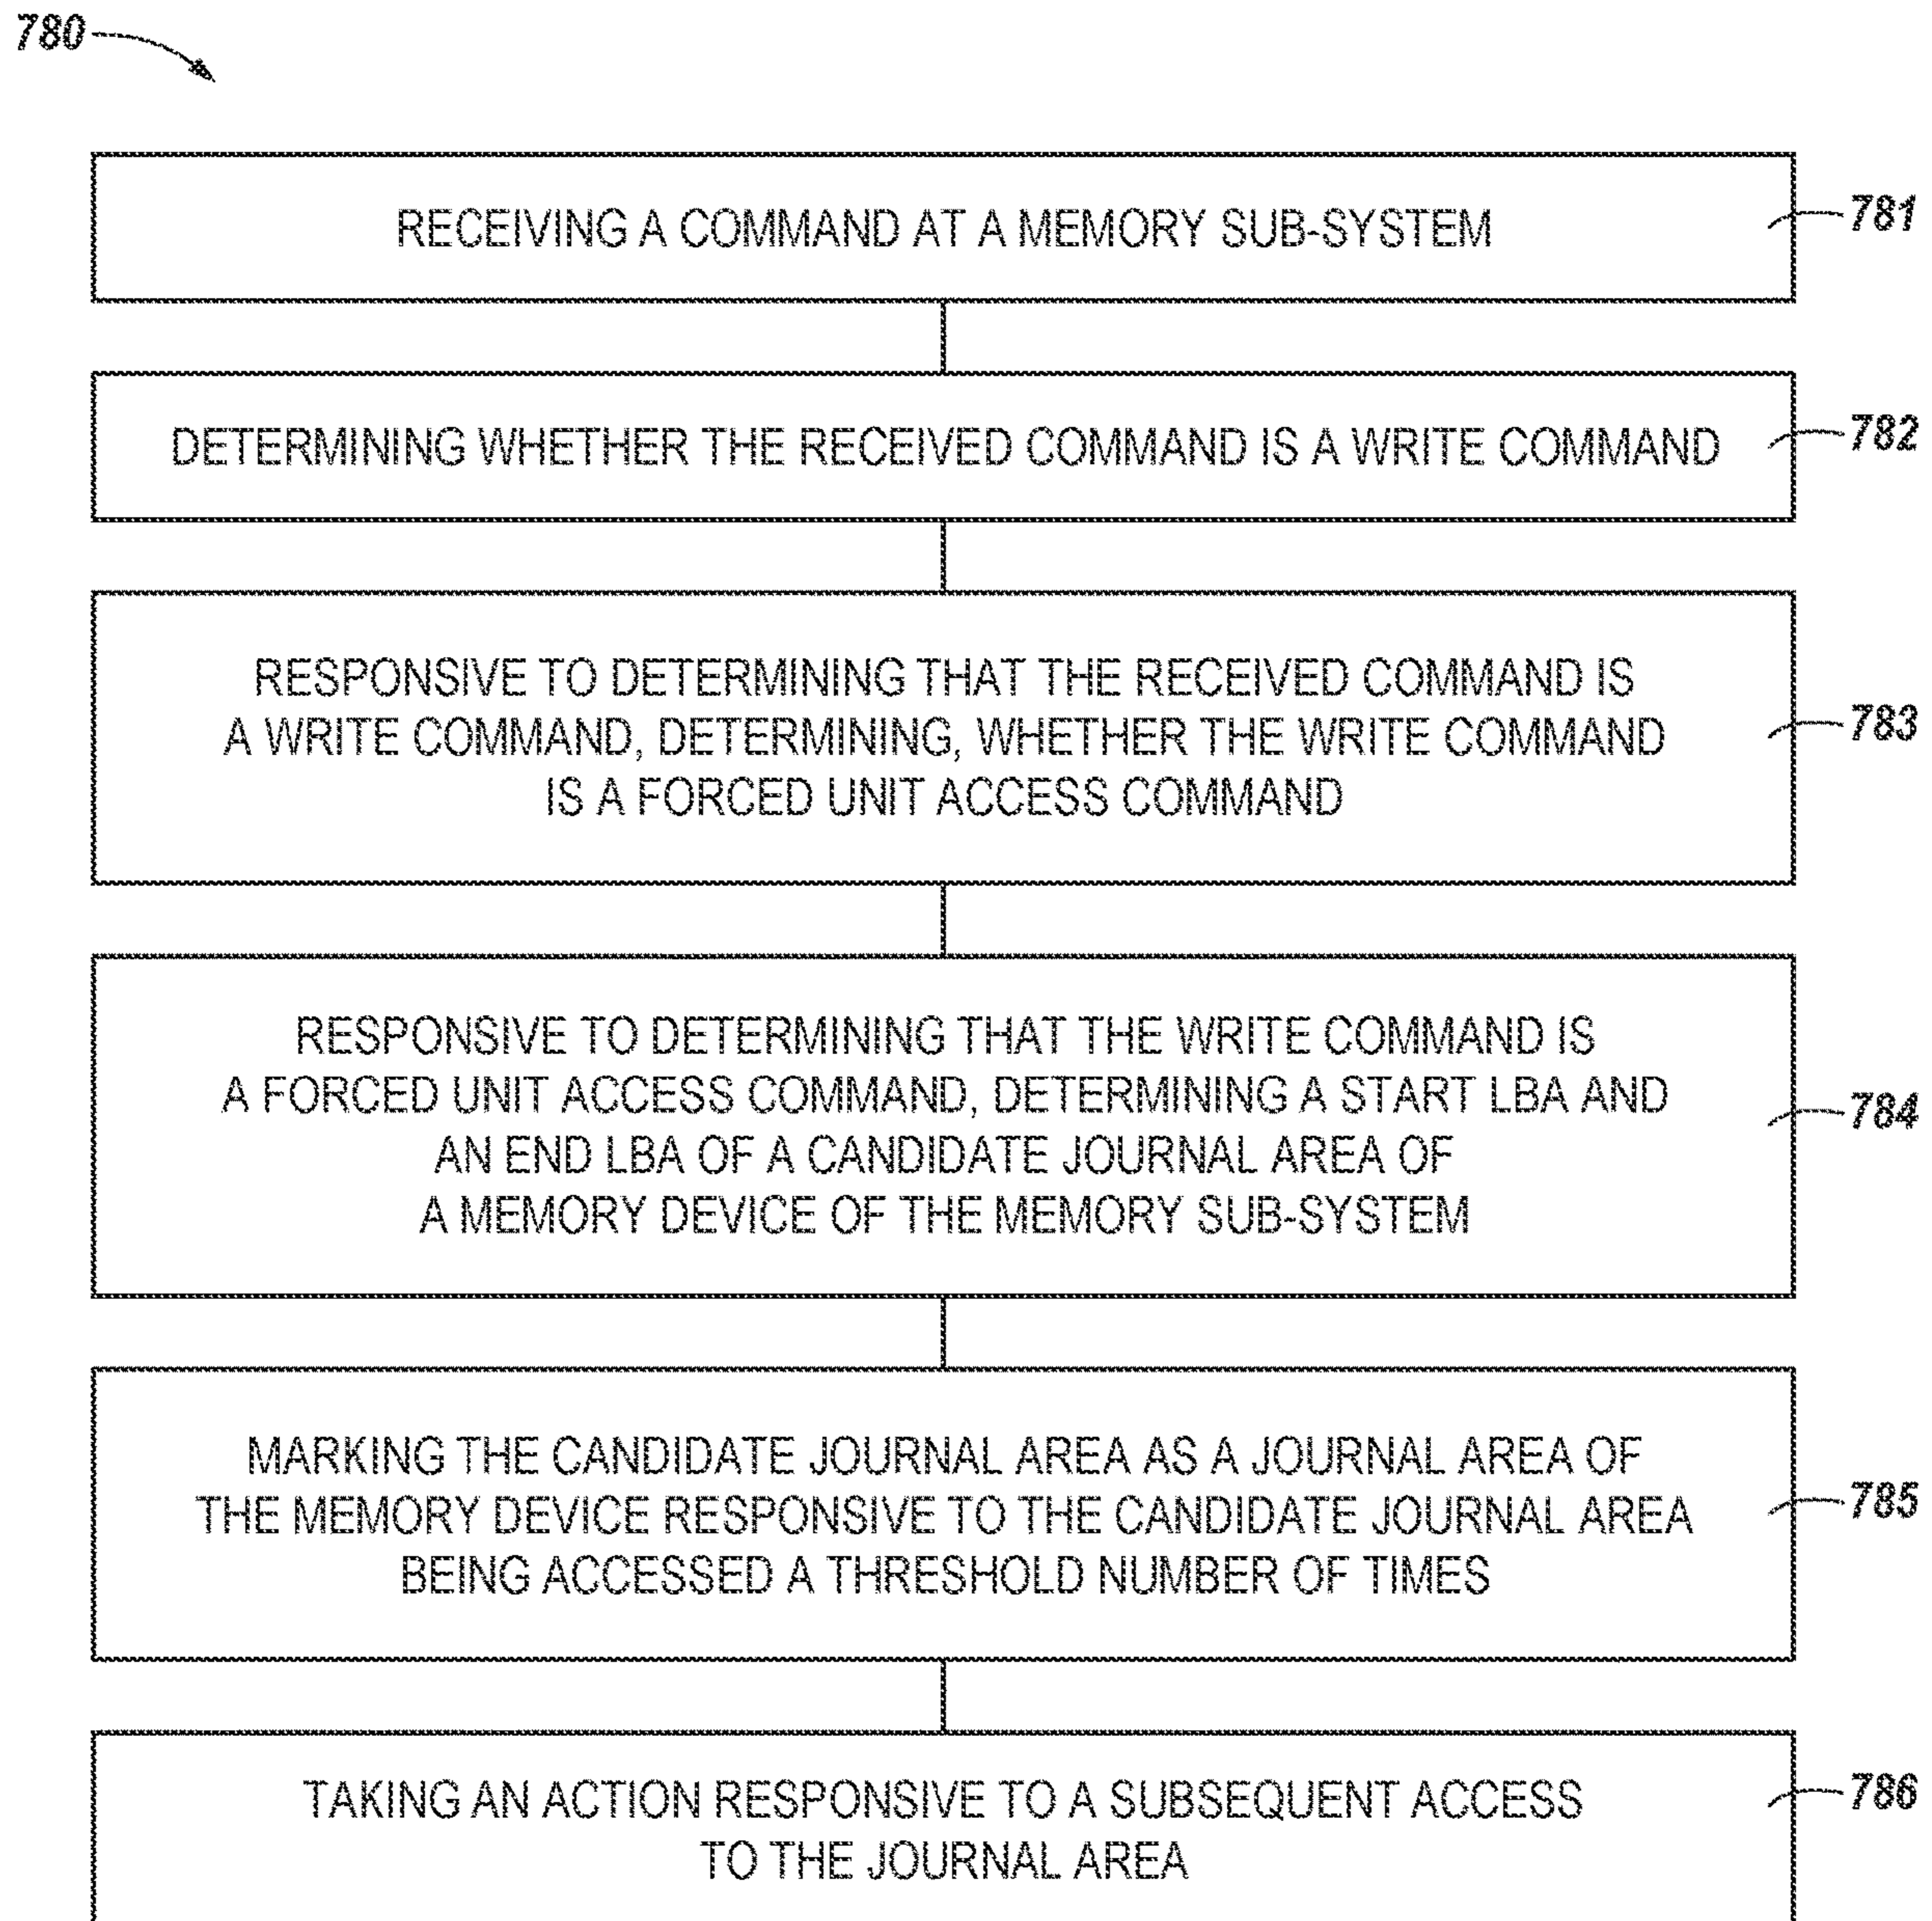 780
RECEIVING A COMMAND AT A MEMORY SUB-SYSTEM
781
DETERMINING WHETHER THE RECEIVED COMMAND IS A WRITE COMMAND
782
RESPONSIVE TO DETERMINING THAT THE RECEIVED COMMAND IS
A WRITE COMMAND, DETERMINING, WHETHER THE WRITE COMMAND
IS A FORCED UNIT ACCESS COMMAND
783
RESPONSIVE TO DETERMINING THAT THE WRITE COMMAND IS
A FORCED UNIT ACCESS COMMAND, DETERMINING A START LBA AND
AN END LBA OF A CANDIDATE JOURNAL AREA OF
A MEMORY DEVICE OF THE MEMORY SUB-SYSTEM
784
MARKING THE CANDIDATE JOURNAL AREA AS A JOURNAL AREA OF
THE MEMORY DEVICE RESPONSIVE TO THE CANDIDATE JOURNAL AREA
BEING ACCESSED A THRESHOLD NUMBER OF TIMES
785
TAKING AN ACTION RESPONSIVE TO A SUBSEQUENT ACCESS
TO THE JOURNAL AREA
786